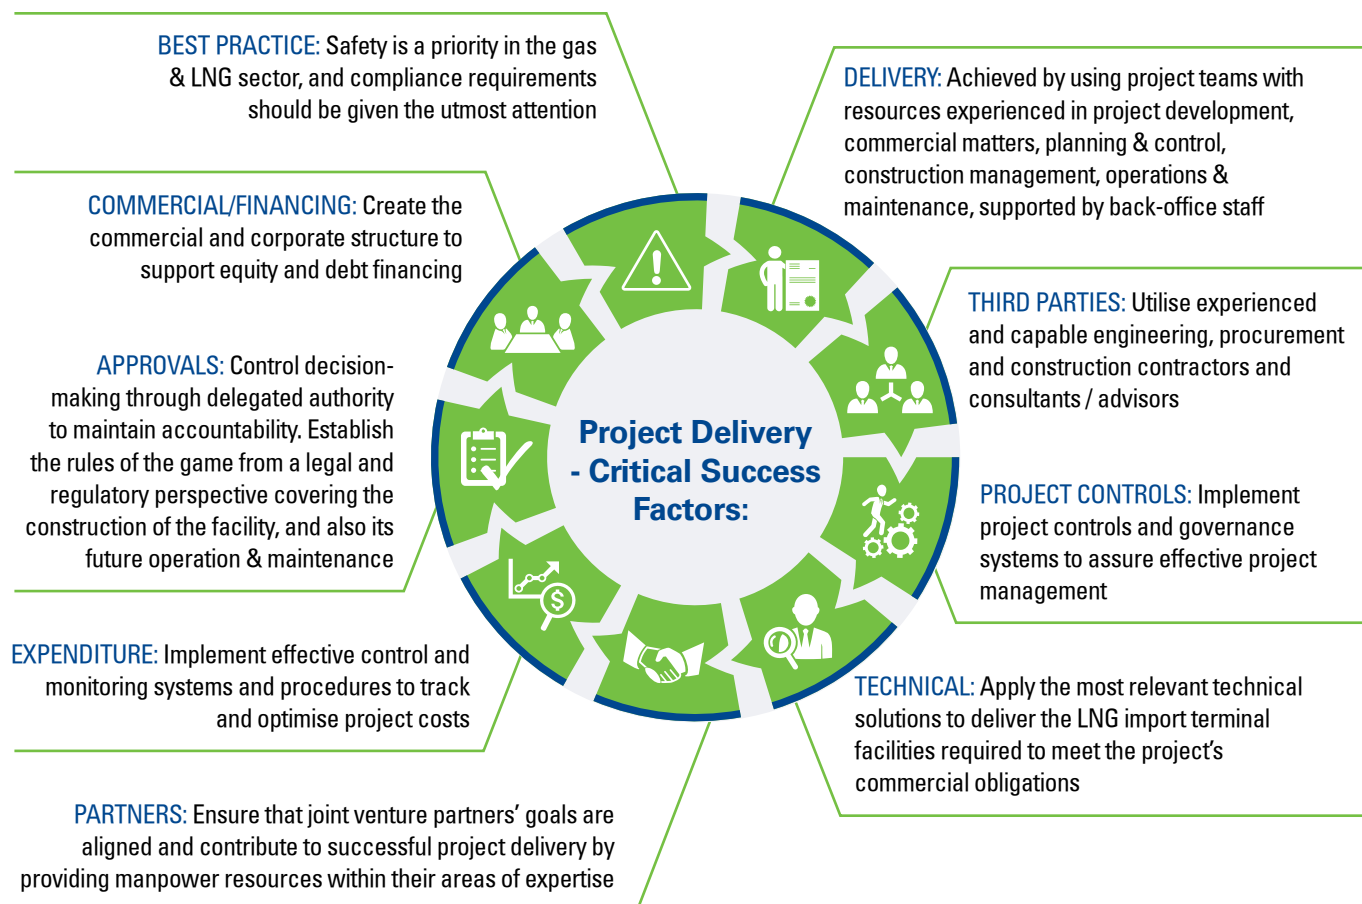 BEST PRACTICE: Safety is a priority in the gas
& LNG sector, and compliance requirements
should be given the utmost attention
DELIVERY: Achieved by using project teams with
resources experienced in project development,
commercial matters, planning & control,
construction management, operations &
maintenance, supported by back-office staff
COMMERCIAL/FINANCING: Create the
commercial and corporate structure to
support equity and debt financing
THIRD PARTIES: Utilise experienced
and capable engineering, procurement
and construction contractors and
consultants / advisors
APPROVALS: Control decision-
making through delegated authority
to maintain accountability. Establish
the rules of the game from a legal and
regulatory perspective covering the
construction of the facility, and also its
future operation & maintenance
Project Delivery
- Critical Success
Factors:
PROJECT CONTROLS: Implement
project controls and governance
systems to assure effective project
management
$
EXPENDITURE: Implement effective control and
monitoring systems and procedures to track
and optimise project costs
TECHNICAL: Apply the most relevant technical
solutions to deliver the LNG import terminal
facilities required to meet the project’s
commercial obligations
PARTNERS: Ensure that joint venture partners’ goals are
aligned and contribute to successful project delivery by
providing manpower resources within their areas of expertise